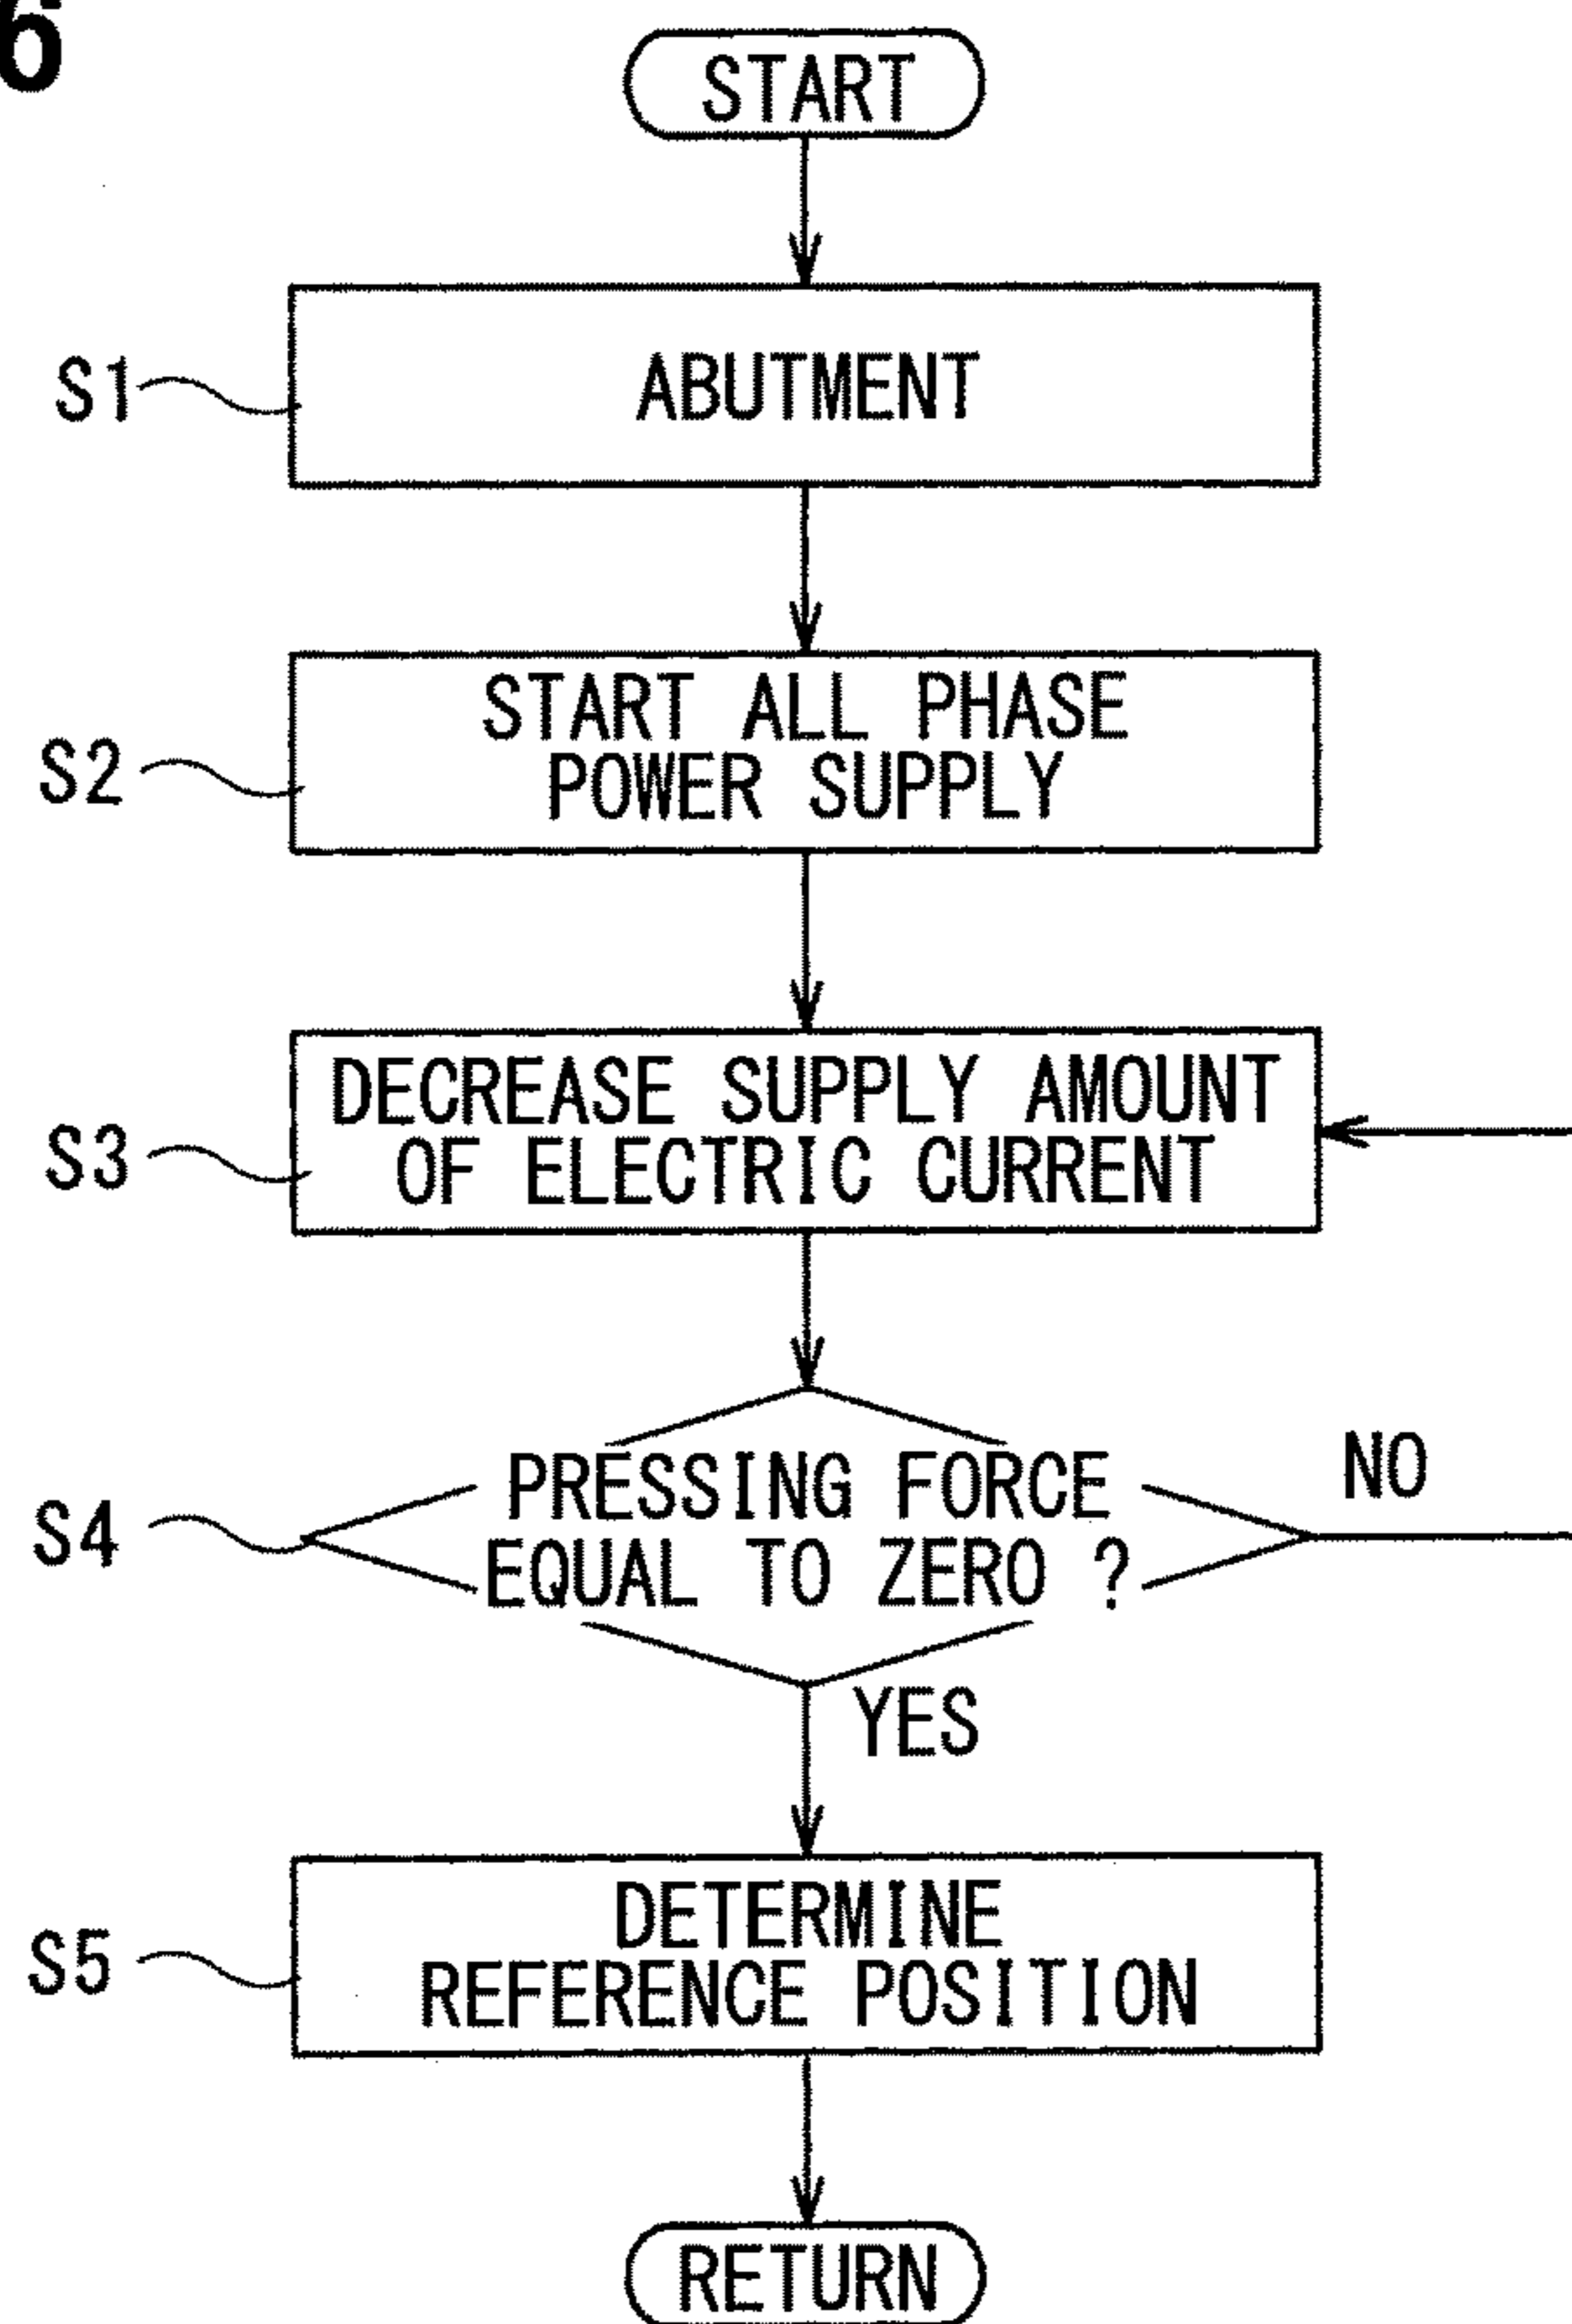 6
START
S1
ABUTMENT
S2
START ALL PHASE
POWER SUPPLY
S3
DECREASE SUPPLY AMOUNT
OF ELECTRIC CURRENT
S4
PRESSING FORCE
EQUAL TO ZERO ?
NO
YES
S5
DETERMINE
REFERENCE POSITION
RETURN